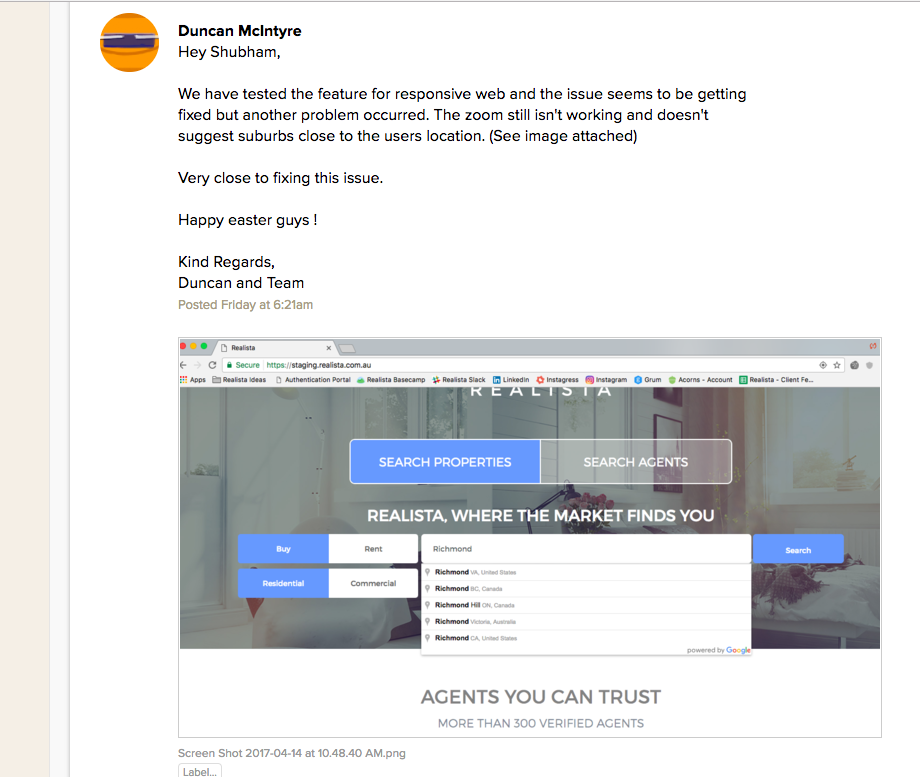 Duncan McIntyre
Hey Shubham,
We have tested the feature for responsive web and the issue seems to be getting
fixed but another problem occurred. The zoom still isn't working and doesn't
suggest suburbs close to the users location. (See image attached)
Very close to fixing this issue.
Happy easter guys !
Kind Regards,
Duncan and Team
Posted Friday at 6:21am
Realista
Secure https://staging.realista.com.au
Apps Realista Ideas Authentication Portal Realista Basecamp Realista Slack LinkedIn Instagress Instagram Grum Acorns - Account Realista - Client Fe...
REALISTA
SEARCH PROPERTIES SEARCH AGENTS
REALISTA, WHERE THE MARKET FINDS YOU
Buy Rent Richmond Search
Residential Commercial
Richmond VA, United States
Richmond BC, Canada
Richmond Hill ON, Canada
Richmond Victoria, Australia
Richmond CA, United States
powered by Google
AGENTS YOU CAN TRUST
MORE THAN 300 VERIFIED AGENTS
Screen Shot 2017-04-14 at 10.48.40 AM.png
Label...